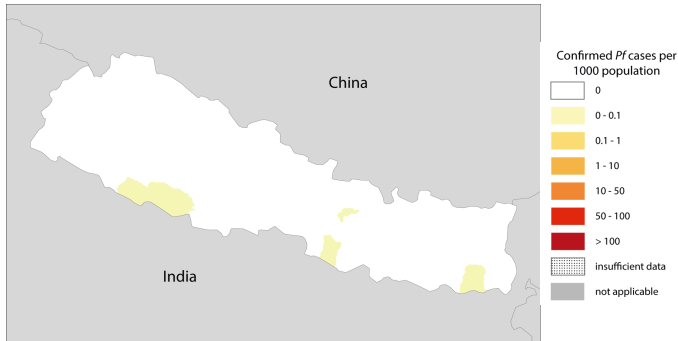 China
India
Confirmed Pf cases per
1000 population
0
0 - 0.1
0.1 - 1
1 - 10
10 - 50
50 - 100
> 100
insufficient data
not applicable